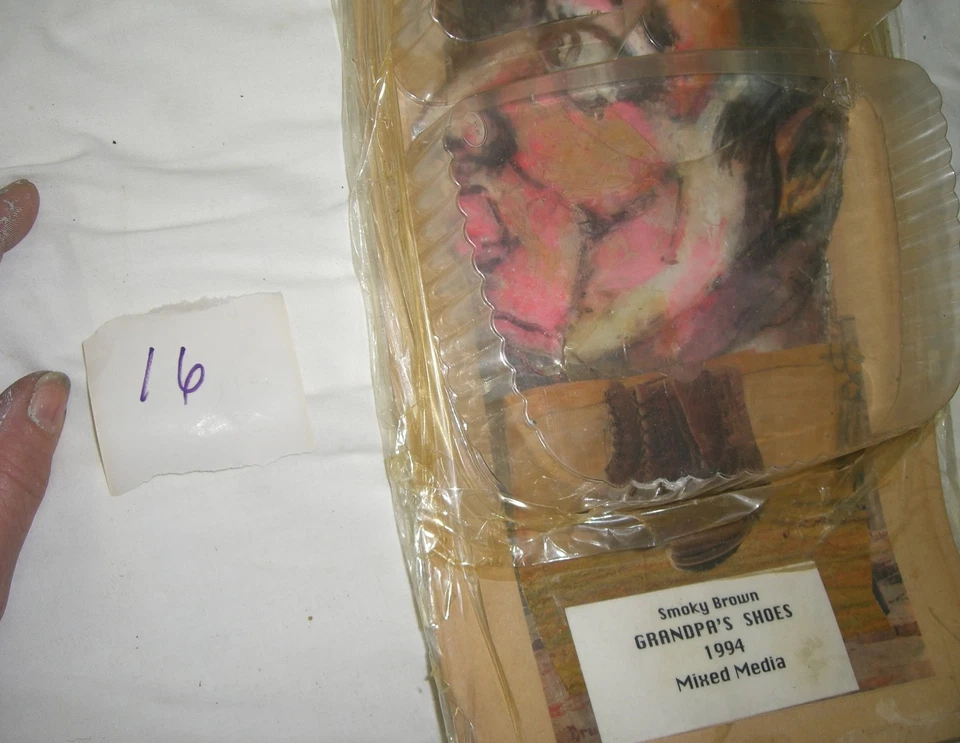 16
Smoky Brown
GRANDPA'S SHOES
1994
Mixed Media